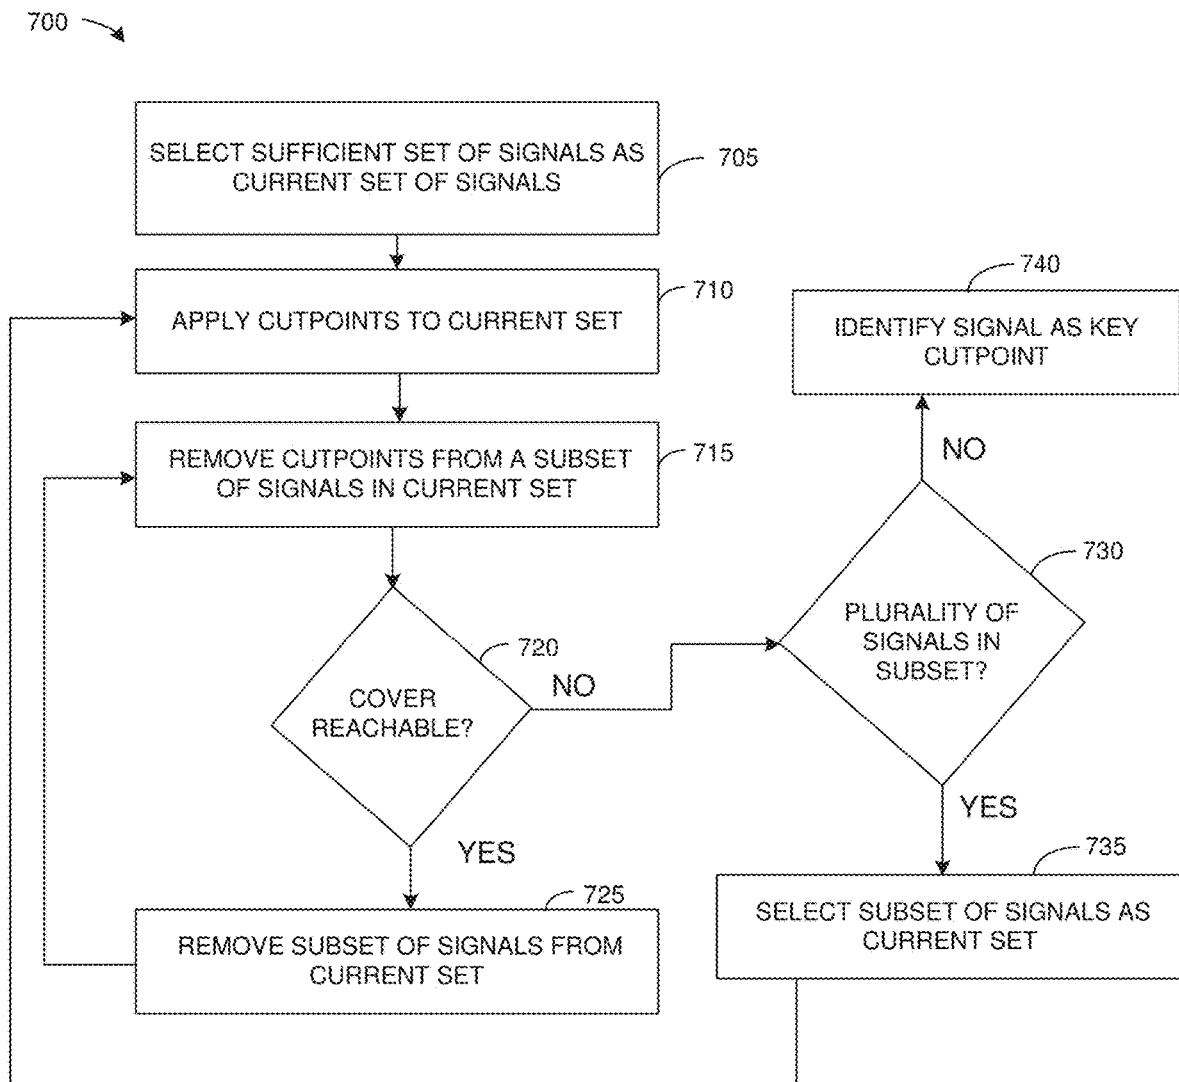 700
SELECT SUFFICIENT SET OF SIGNALS AS
CURRENT SET OF SIGNALS
705
APPLY CUTPOINTS TO CURRENT SET
710
REMOVE CUTPOINTS FROM A SUBSET
OF SIGNALS IN CURRENT SET
715
COVER
REACHABLE?
720
NO
YES
REMOVE SUBSET OF SIGNALS FROM
CURRENT SET
725
PLURALITY OF
SIGNALS IN
SUBSET?
730
NO
IDENTIFY SIGNAL AS KEY
CUTPOINT
740
YES
SELECT SUBSET OF SIGNALS AS
CURRENT SET
735